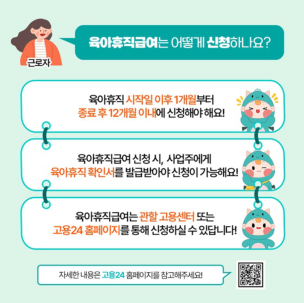 육아휴직급여는 어떻게 신청하나요?
근로자
육아휴직 시작일 이후 1개월부터
종료 후 12개월 이내에 신청해야 해요!
육아휴직급여 신청 시, 사업주에게
육아휴직 확인서를 발급받아야 신청이 가능해요!
육아휴직급여는 관할 고용센터 또는
고용24 홈페이지를 통해 신청하실 수 있답니다!
자세한 내용은 고용24 홈페이지를 참고해주세요!